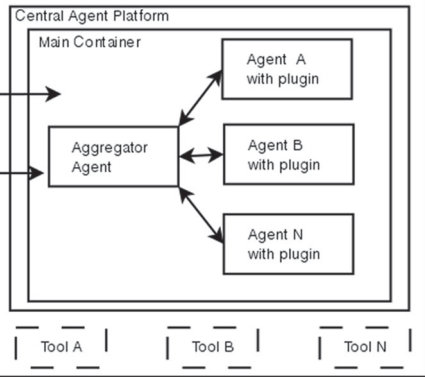 Central Agent Platform
Main Container
Agent A
with plugin
Aggregator
Agent
Agent B
with plugin
Agent N
with plugin
Tool A
Tool B
Tool N